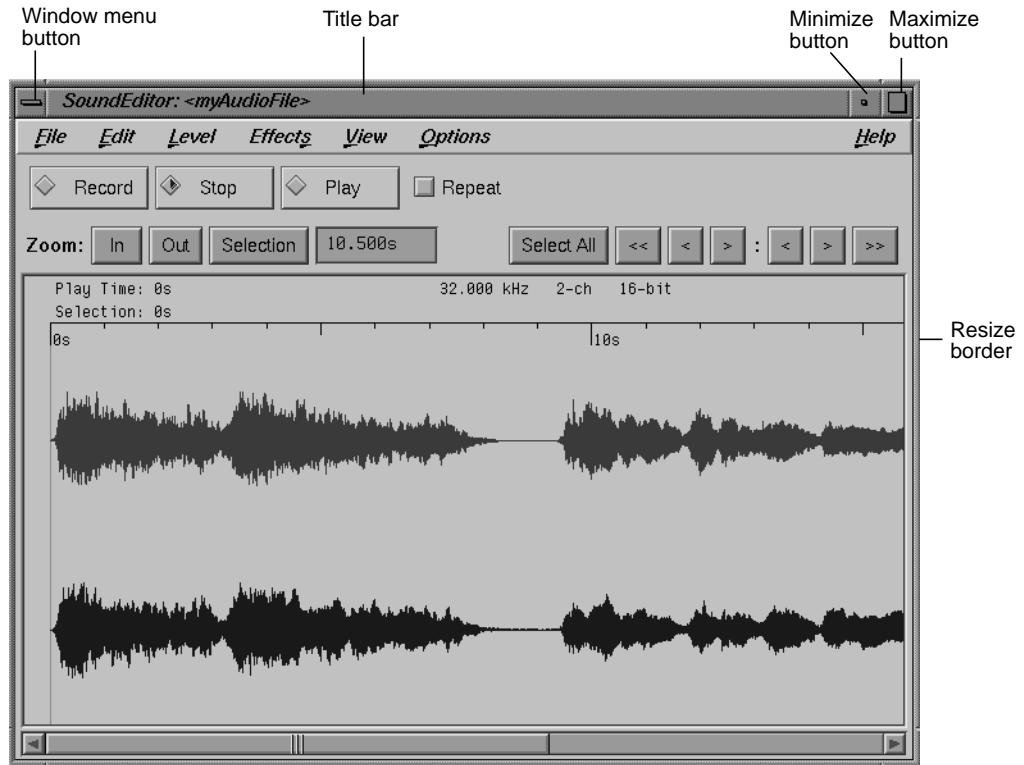 Window menu button
Title bar
Minimize button
Maximize button
SoundEditor: <myAudioFile>
File Edit Level Effects View Options Help
Record Stop Play Repeat
Zoom: In Out Selection 10.500s Select All << < > : < > >>
Play Time: 0s 32.000 kHz 2-ch 16-bit
Selection: 0s
0s 10s
Resize border